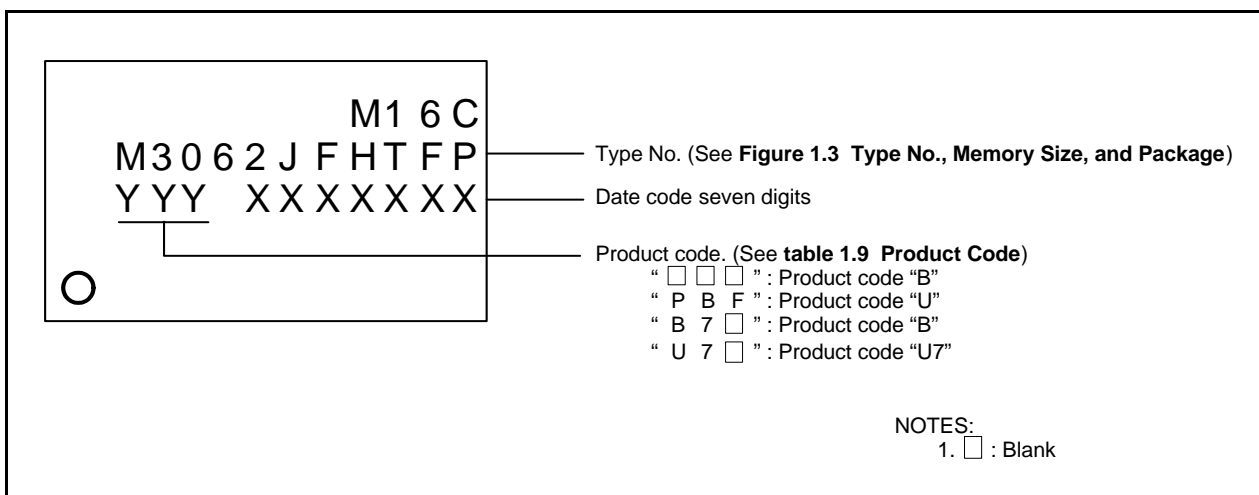 M16C
M3062JFHTFP
Type No. (See Figure 1.3 Type No., Memory Size, and Package)
YYY XXXXXXX
Date code seven digits
Product code. (See table 1.9 Product Code)
“ □ □ □ ” : Product code “B”
“ P B F ” : Product code “U”
“ B 7 □ ” : Product code “B”
“ U 7 □ ” : Product code “U7”
NOTES:
1. □ : Blank